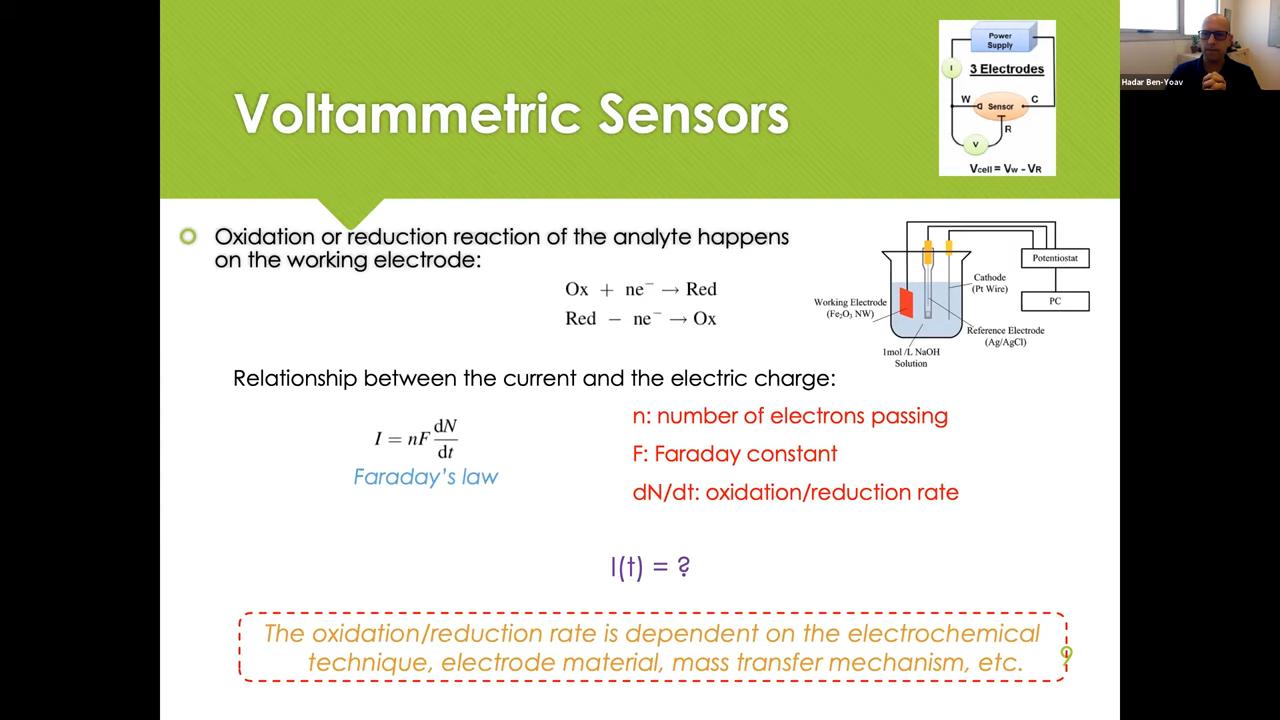 Voltammetric Sensors
Power
Supply
I
3 Electrodes
W
Sensor
C
R
V
Vcell = Vw - VR
Hadar Ben-Yoav
Oxidation or reduction reaction of the analyte happens
on the working electrode:
Ox + ne⁻ → Red
Red − ne⁻ → Ox
Potentiostat
PC
Cathode
(Pt Wire)
Working Electrode
(Fe₂O₃ NW)
Reference Electrode
(Ag/AgCl)
1mol /L NaOH
Solution
Relationship between the current and the electric charge:
I = nF dN/dt
Faraday's law
n: number of electrons passing
F: Faraday constant
dN/dt: oxidation/reduction rate
I(t) = ?
The oxidation/reduction rate is dependent on the electrochemical
technique, electrode material, mass transfer mechanism, etc.
9